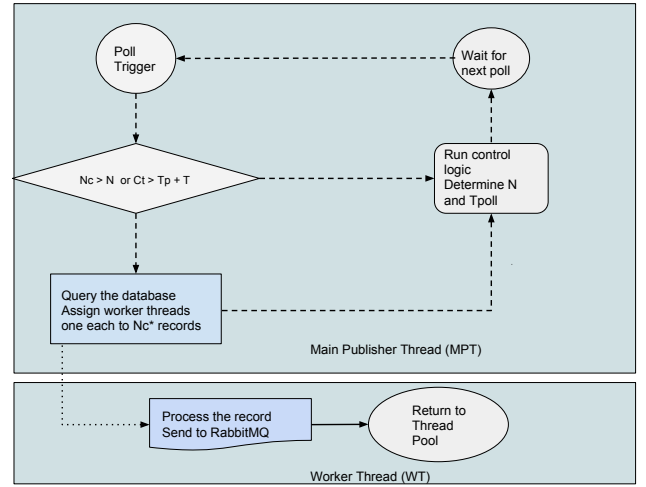 Poll
Trigger
Wait for
next poll
Nc > N or Ct > Tp + T
Run control
logic
Determine N
and Tpoll
Query the database
Assign worker threads
one each to Nc* records
Main Publisher Thread (MPT)
Process the record
Send to RabbitMQ
Return to
Thread
Pool
Worker Thread (WT)